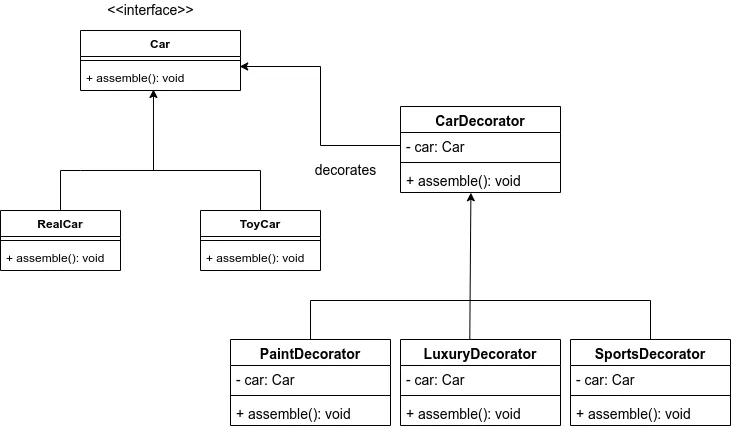 <<interface>>
Car
+ assemble(): void
CarDecorator
- car: Car
+ assemble(): void
decorates
RealCar
+ assemble(): void
ToyCar
+ assemble(): void
PaintDecorator
- car: Car
+ assemble(): void
LuxuryDecorator
- car: Car
+ assemble(): void
SportsDecorator
- car: Car
+ assemble(): void